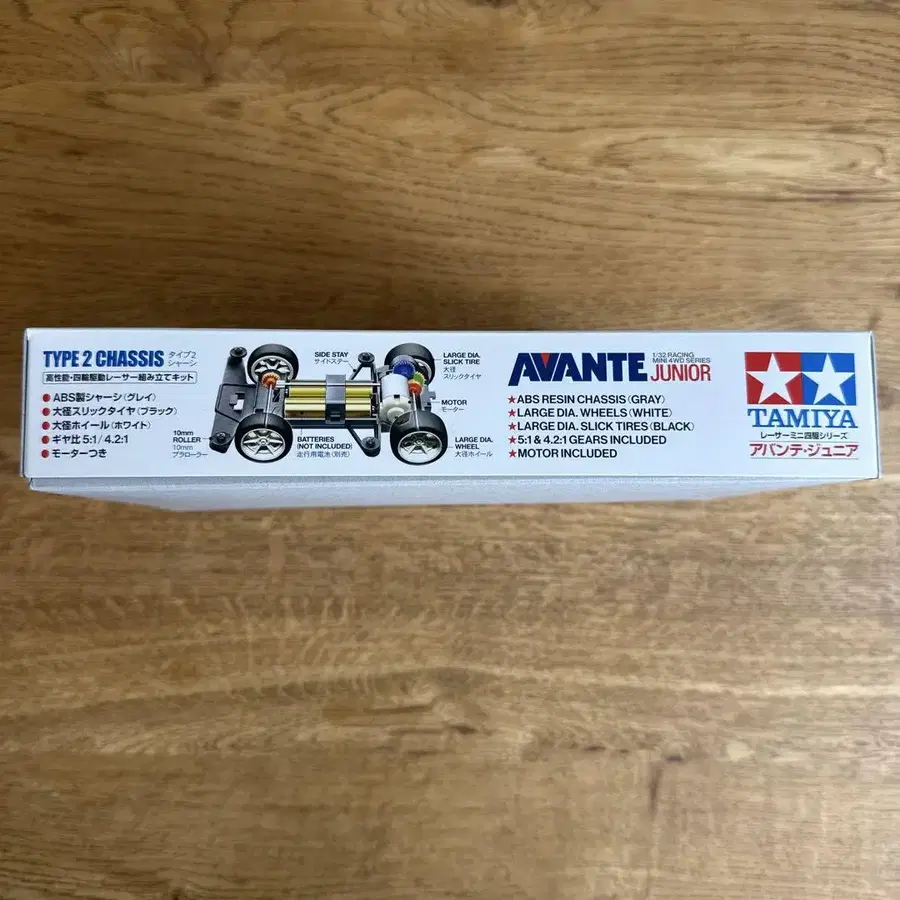 TYPE 2 CHASSIS タイプ2 シャーシ
高性能・四輪駆動レーサー組み立てキット
●ABS製シャーシ(グレイ)
●大径スリックタイヤ(ブラック)
●大径ホイール(ホワイト)
●ギヤ比 5:1/ 4.2:1
●モーターつき
10mm
ROLLER
10mm
プラローラー
SIDE STAY
サイドステー
BATTERIES
(NOT INCLUDED)
走行用電池(別売)
LARGE DIA.
SLICK TIRE
大径
スリックタイヤ
MOTOR
モーター
LARGE DIA.
WHEEL
大径ホイール
AVANTE JUNIOR
1/32 RACING
MINI 4WD SERIES
★ABS RESIN CHASSIS (GRAY)
★LARGE DIA. WHEELS (WHITE)
★LARGE DIA. SLICK TIRES (BLACK)
★5:1 & 4.2:1 GEARS INCLUDED
★MOTOR INCLUDED
TAMIYA
レーサーミニ四駆シリーズ
アバンテ・ジュニア